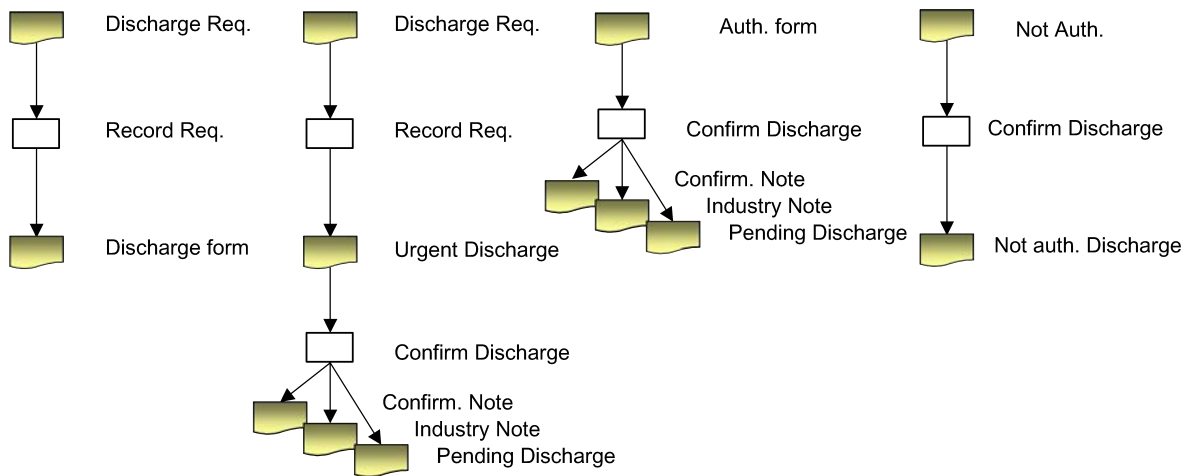 Discharge Req.
Record Req.
Discharge form
Discharge Req.
Record Req.
Urgent Discharge
Confirm Discharge
Confirm. Note
Industry Note
Pending Discharge
Auth. form
Confirm Discharge
Confirm. Note
Industry Note
Pending Discharge
Not Auth.
Confirm Discharge
Not auth. Discharge